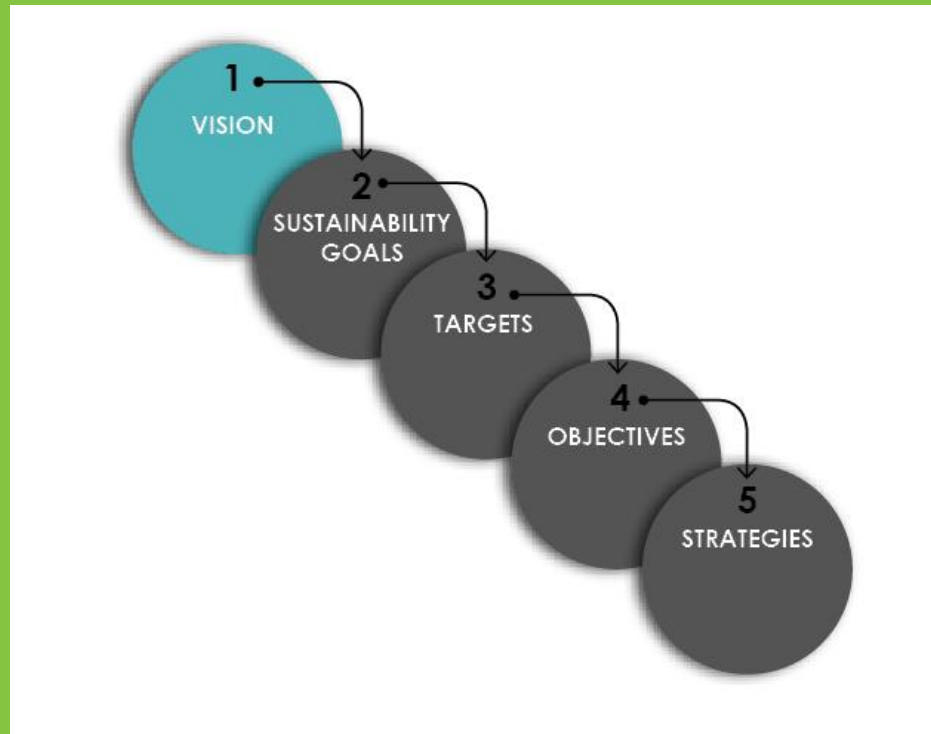 1
VISION
2
SUSTAINABILITY
GOALS
3
TARGETS
4
OBJECTIVES
5
STRATEGIES